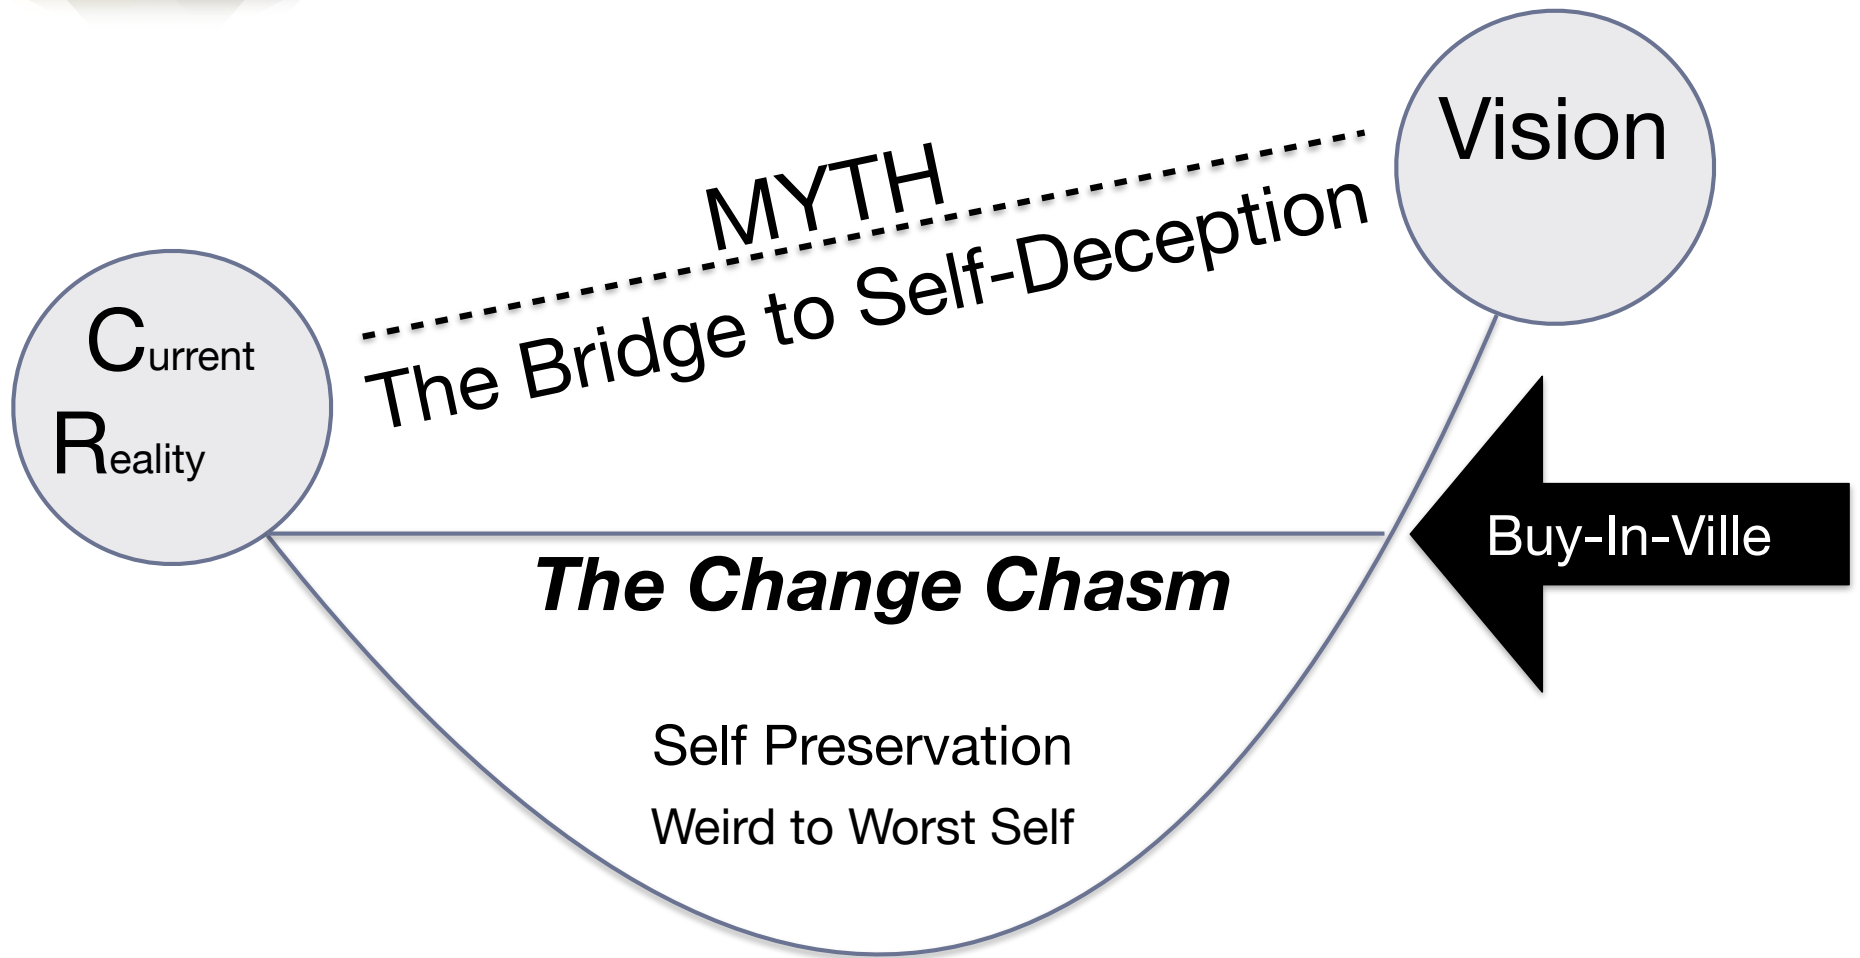 Vision
MYTH
The Bridge to Self-Deception
Current
Reality
Buy-In-Ville
The Change Chasm
Self Preservation
Weird to Worst Self